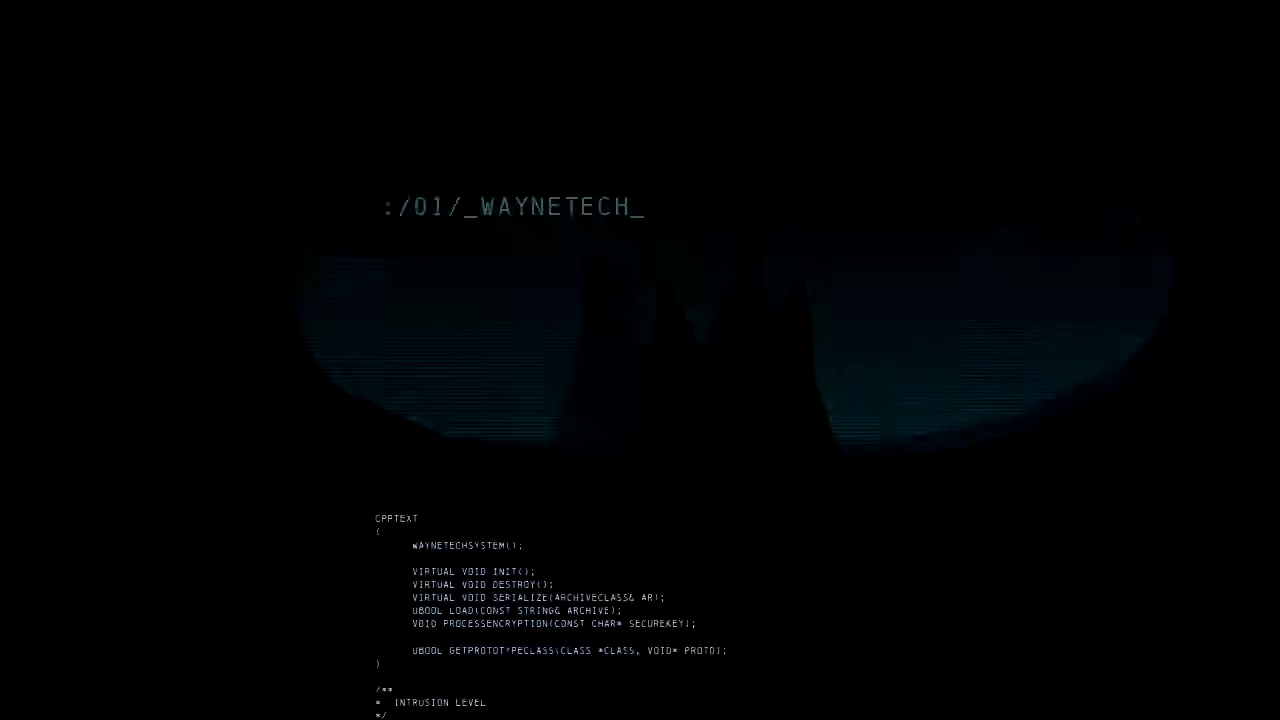 :/01/_WAYNETECH_
CPPTEXT
{
WAYNETECHSYSTEM();
VIRTUAL VOID INIT();
VIRTUAL VOID DESTROY();
VIRTUAL VOID SERIALIZE(ARCHIVECLASS& AR);
UBOOL LOAD(CONST STRING& ARCHIVE);
VOID PROCESSENCRYPTION(CONST CHAR* SECUREKEY);
UBOOL GETPROTOTYPECLASS(CLASS *CLASS, VOID* PROTO);
}
/**
* INTRUSION LEVEL
*/